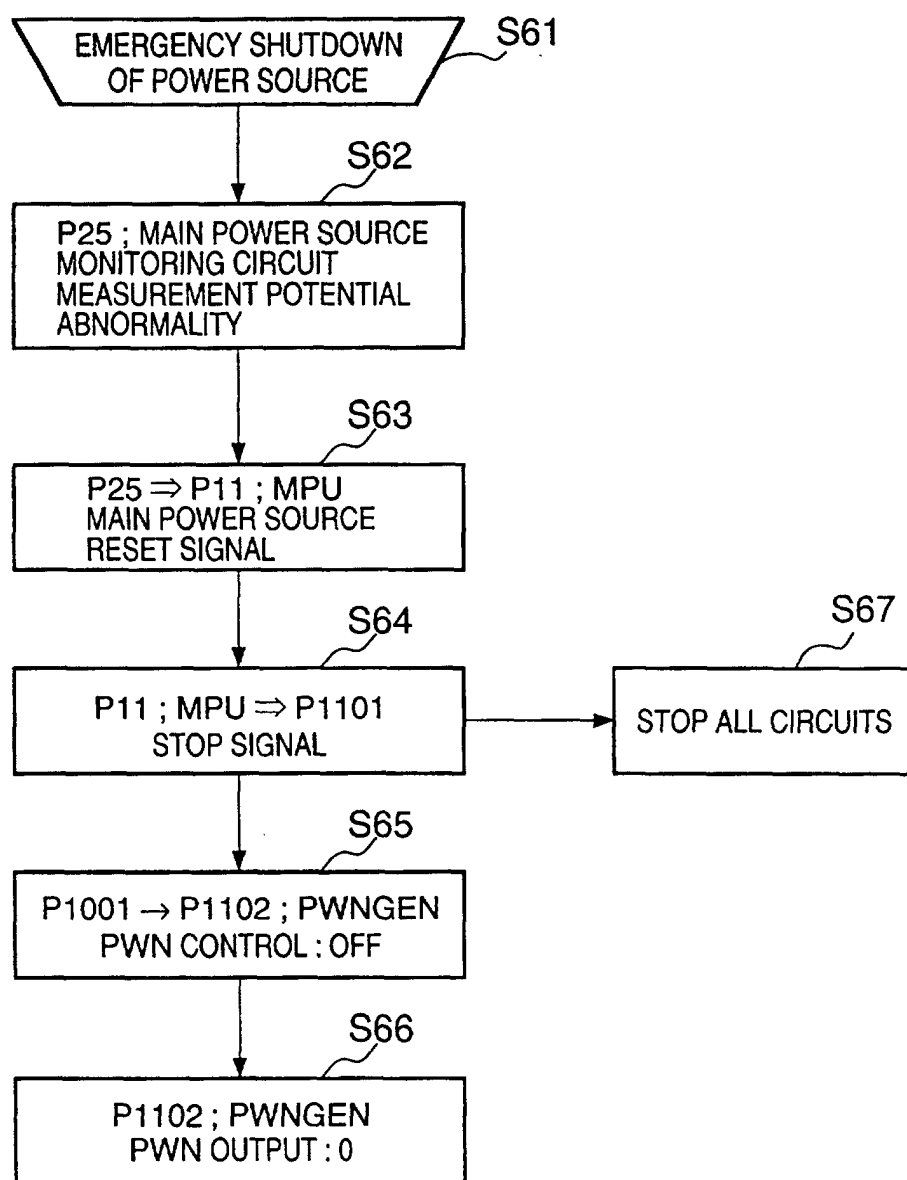 EMERGENCY SHUTDOWN
OF POWER SOURCE
S61
S62
P25 ; MAIN POWER SOURCE
MONITORING CIRCUIT
MEASUREMENT POTENTIAL
ABNORMALITY
S63
P25 ⇒ P11 ; MPU
MAIN POWER SOURCE
RESET SIGNAL
S64
P11 ; MPU ⇒ P1101
STOP SIGNAL
S67
STOP ALL CIRCUITS
S65
P1001 → P1102 ; PWNGEN
PWN CONTROL : OFF
S66
P1102 ; PWNGEN
PWN OUTPUT : 0